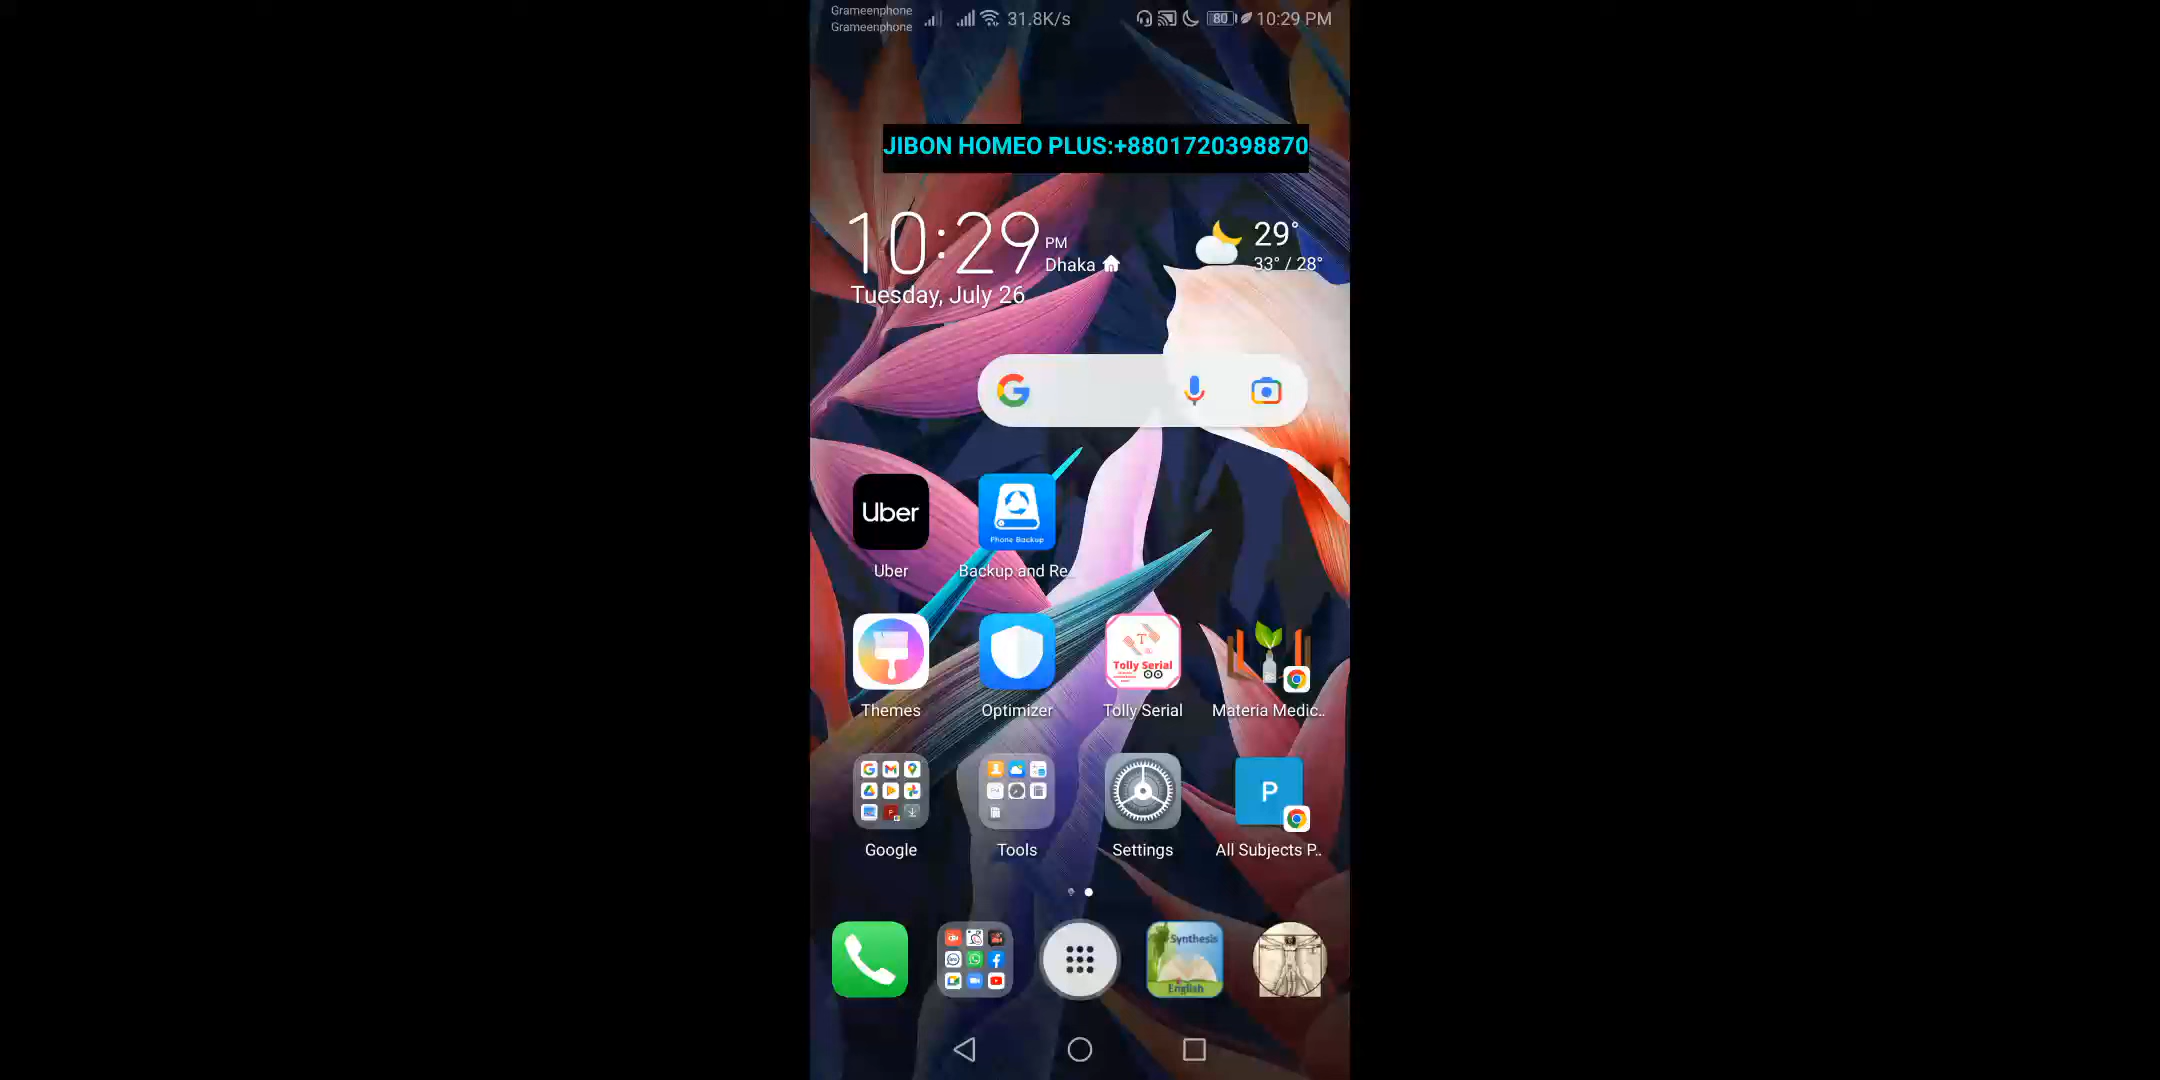 Grameenphone
Grameenphone
31.8K/s
80
10:29 PM
JIBON HOMEO PLUS:+8801720398870
10:29 PM
Dhaka
Tuesday, July 26
29°
33° / 28°
Uber
Phone Backup
Uber
Backup and Re...
Tolly Serial
Themes
Optimizer
Tolly Serial
Materia Medic..
P
Google
Tools
Settings
All Subjects P..
Synthesis
English